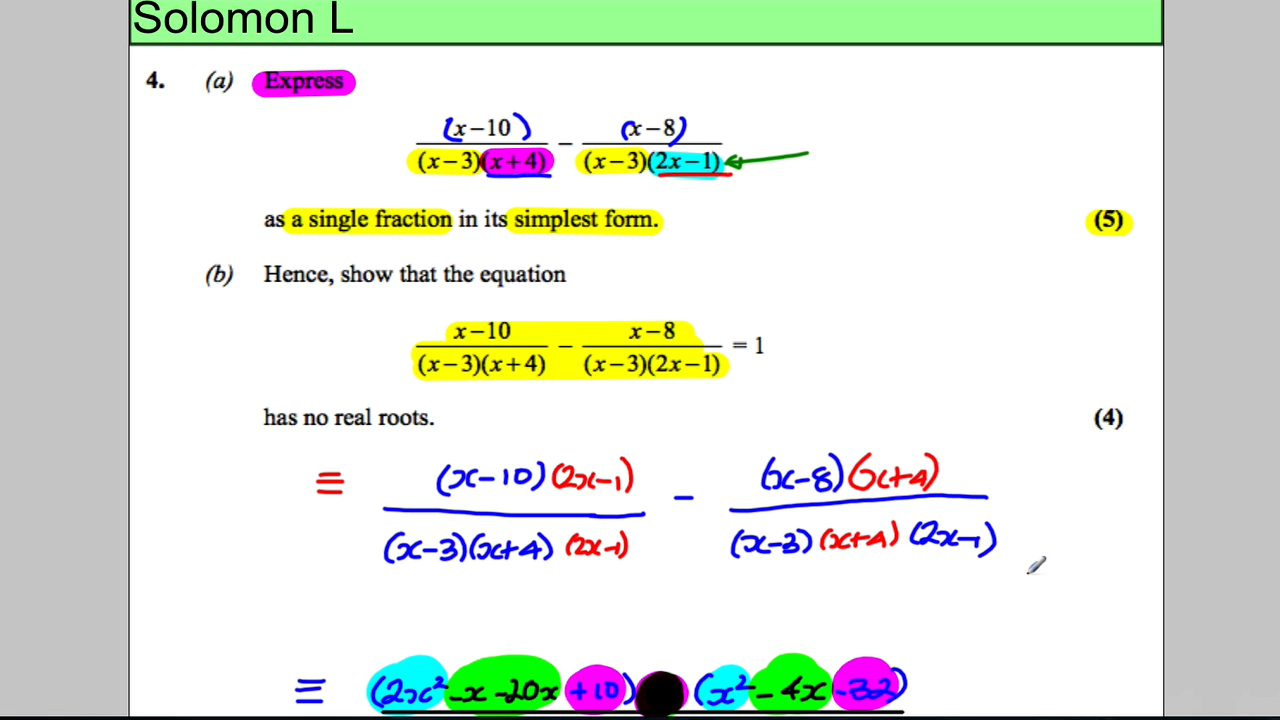 Solomon L
4. (a) Express
(x−10) / (x−3)(x+4) − (x−8) / (x−3)(2x−1)
as a single fraction in its simplest form. (5)
(b) Hence, show that the equation
x−10 / (x−3)(x+4) − x−8 / (x−3)(2x−1) = 1
has no real roots. (4)
≡ (x−10)(2x−1) / (x−3)(x+4)(2x−1) − (x−8)(x+4) / (x−3)(x+4)(2x−1)
≡ (2x² −x −20x +10) (x² −4x −32)